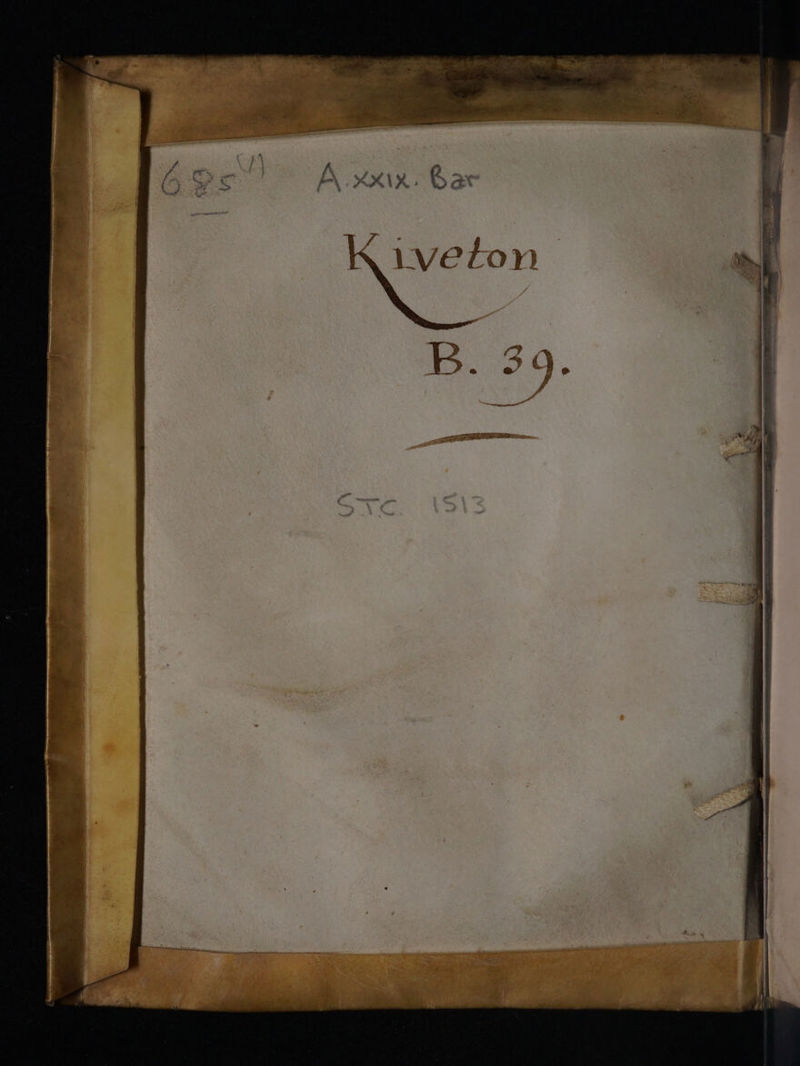 685(1) A.xxix.Bar
Kiveton
B. 39.
S.T.C. 1513